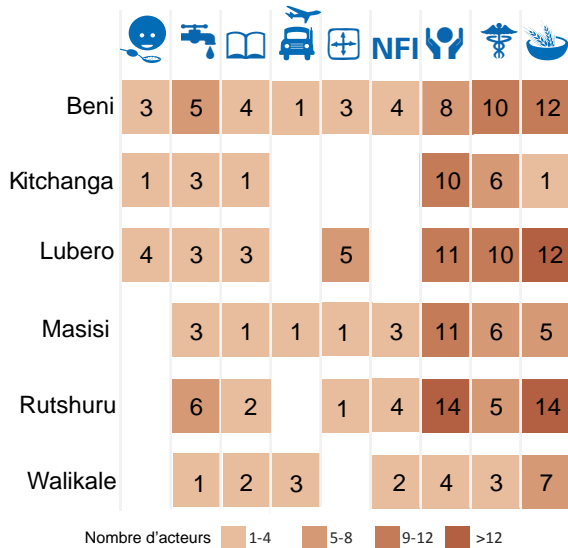 NFI
Beni 3 5 4 1 3 4 8 10 12
Kitchanga 1 3 1 10 6 1
Lubero 4 3 3 5 11 10 12
Masisi 3 1 1 1 3 11 6 5
Rutshuru 6 2 1 4 14 5 14
Walikale 1 2 3 2 4 3 7
Nombre d'acteurs 1-4 5-8 9-12 >12